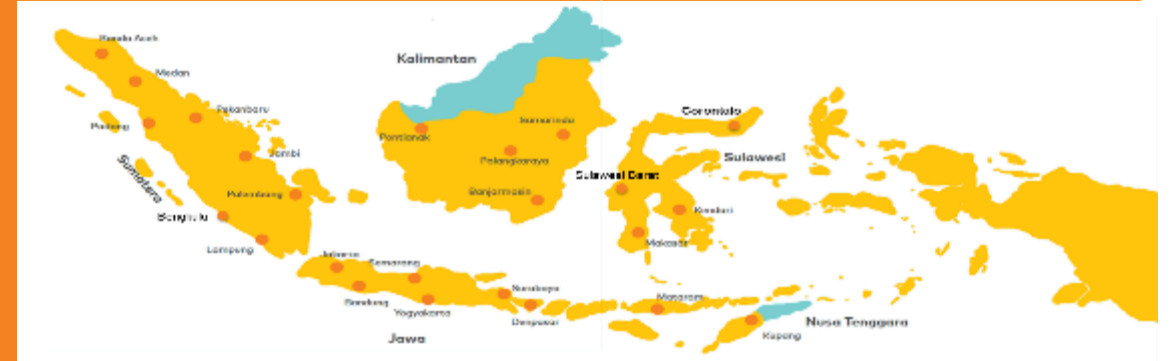 Banda Aceh
Medan
Pekanbaru
Padang
Jambi
Sumatera
Palembang
Bengkulu
Lampung
Kalimantan
Pontianak
Samarinda
Palangkaraya
Banjarmasin
Gorontalo
Sulawesi
Sulawesi Barat
Kendari
Makasar
Jakarta
Semarang
Bandung
Yogyakarta
Surabaya
Denpasar
Jawa
Mataram
Kupang
Nusa Tenggara